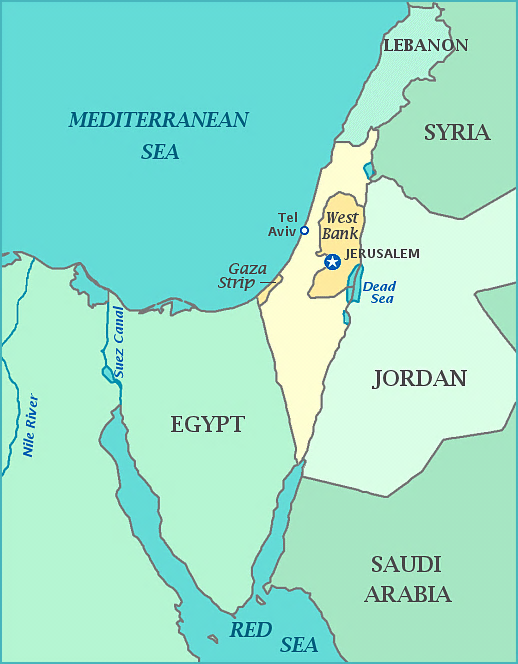 LEBANON
MEDITERRANEAN
SEA
SYRIA
Tel
Aviv
West
Bank
JERUSALEM
Gaza
Strip
Dead
Sea
Suez Canal
JORDAN
Nile River
EGYPT
SAUDI
ARABIA
RED
SEA